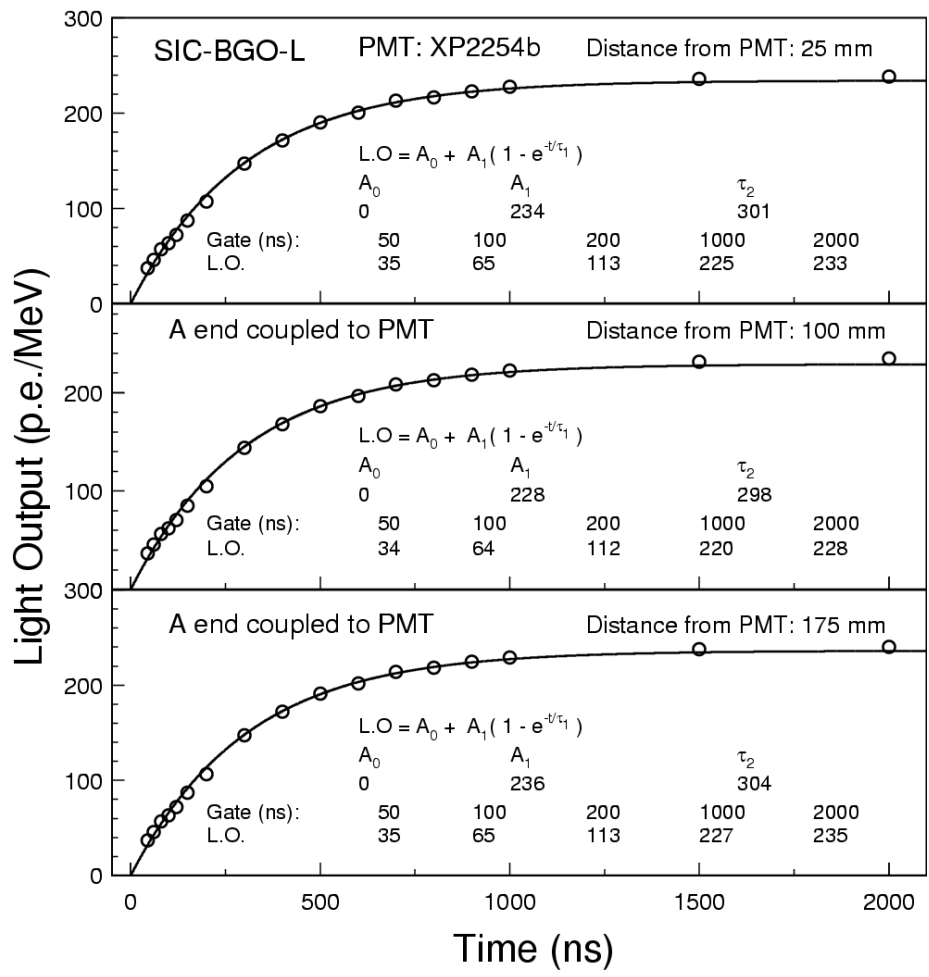 SIC-BGO-L PMT: XP2254b Distance from PMT: 25 mm
L.O = A0 + A1( 1 - e-t/τ1)
A0 A1 τ2
0 234 301
Gate (ns): 50 100 200 1000 2000
L.O. 35 65 113 225 233
300
200
100
0
A end coupled to PMT Distance from PMT: 100 mm
L.O = A0 + A1( 1 - e-t/τ1)
A0 A1 τ2
0 228 298
Gate (ns): 50 100 200 1000 2000
L.O. 34 64 112 220 228
200
100
300
A end coupled to PMT Distance from PMT: 175 mm
L.O = A0 + A1( 1 - e-t/τ1)
A0 A1 τ2
0 236 304
Gate (ns): 50 100 200 1000 2000
L.O. 35 65 113 227 235
200
100
0
0 500 1000 1500 2000
Time (ns)
Light Output (p.e./MeV)